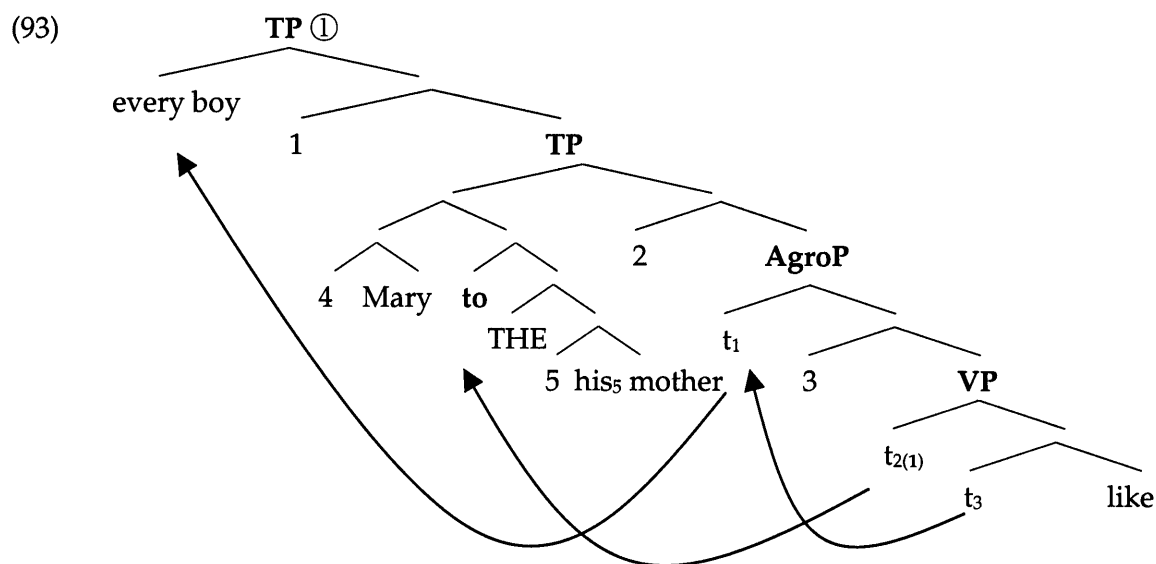 (93) TP ①
every boy
1 TP
2 AgroP
4 Mary to
THE t₁
5 his₅ mother 3 VP
t₂₍₁₎
t₃ like